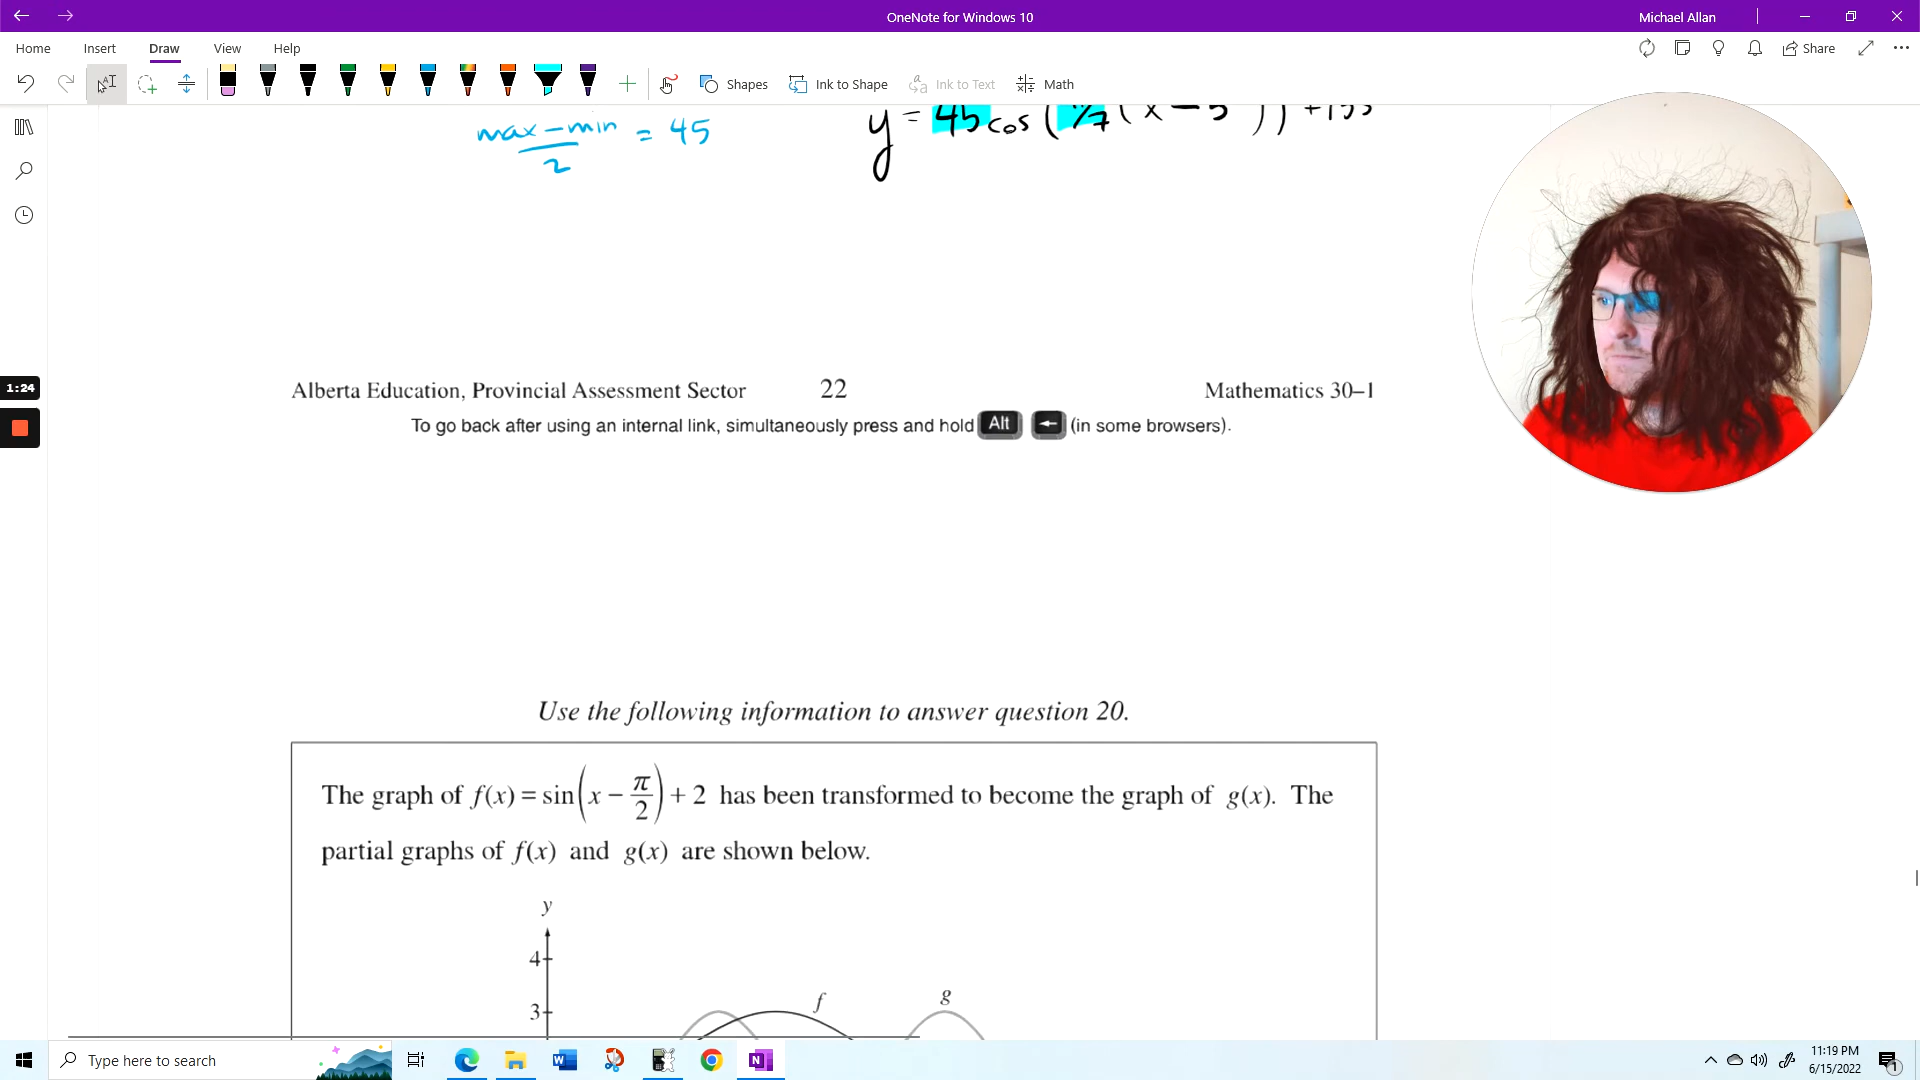 OneNote for Windows 10
Michael Allan
Home Insert Draw View Help
Share
Shapes Ink to Shape Ink to Text Math
max-min / 2 = 45
y = 45 cos (π/7 (x-5
1:24
Alberta Education, Provincial Assessment Sector 22 Mathematics 30–1
To go back after using an internal link, simultaneously press and hold Alt ← (in some browsers).
Use the following information to answer question 20.
The graph of f(x) = sin(x − π/2) + 2 has been transformed to become the graph of g(x). The
partial graphs of f(x) and g(x) are shown below.
y
4
f g
3
Type here to search
11:19 PM
6/15/2022
1